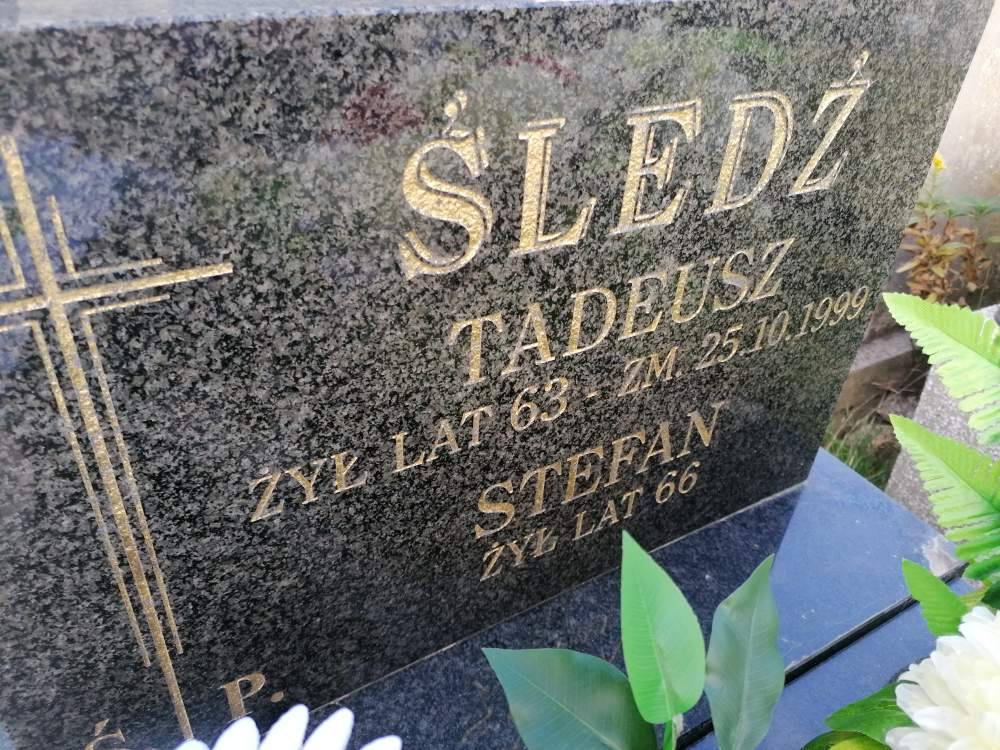 ŚLEDŹ
TADEUSZ
ŻYŁ LAT 63 - ZM. 25.10.1999
STEFAN
ŻYŁ LAT 66
Ś. P.